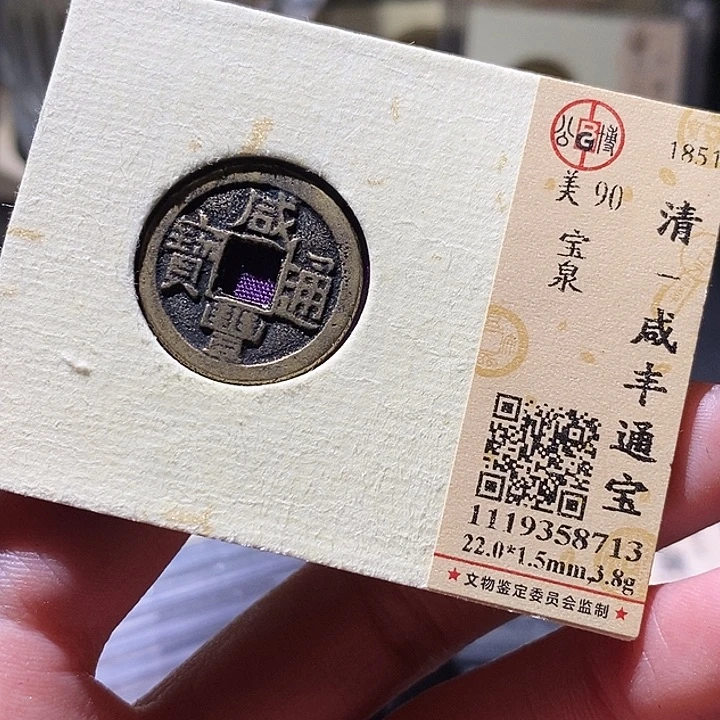 咸豐通寶
公博
G
1851
美 90
宝泉
清一咸丰通宝
1119358713
22.0*1.5mm,3.8g
★文物鉴定委员会监制★